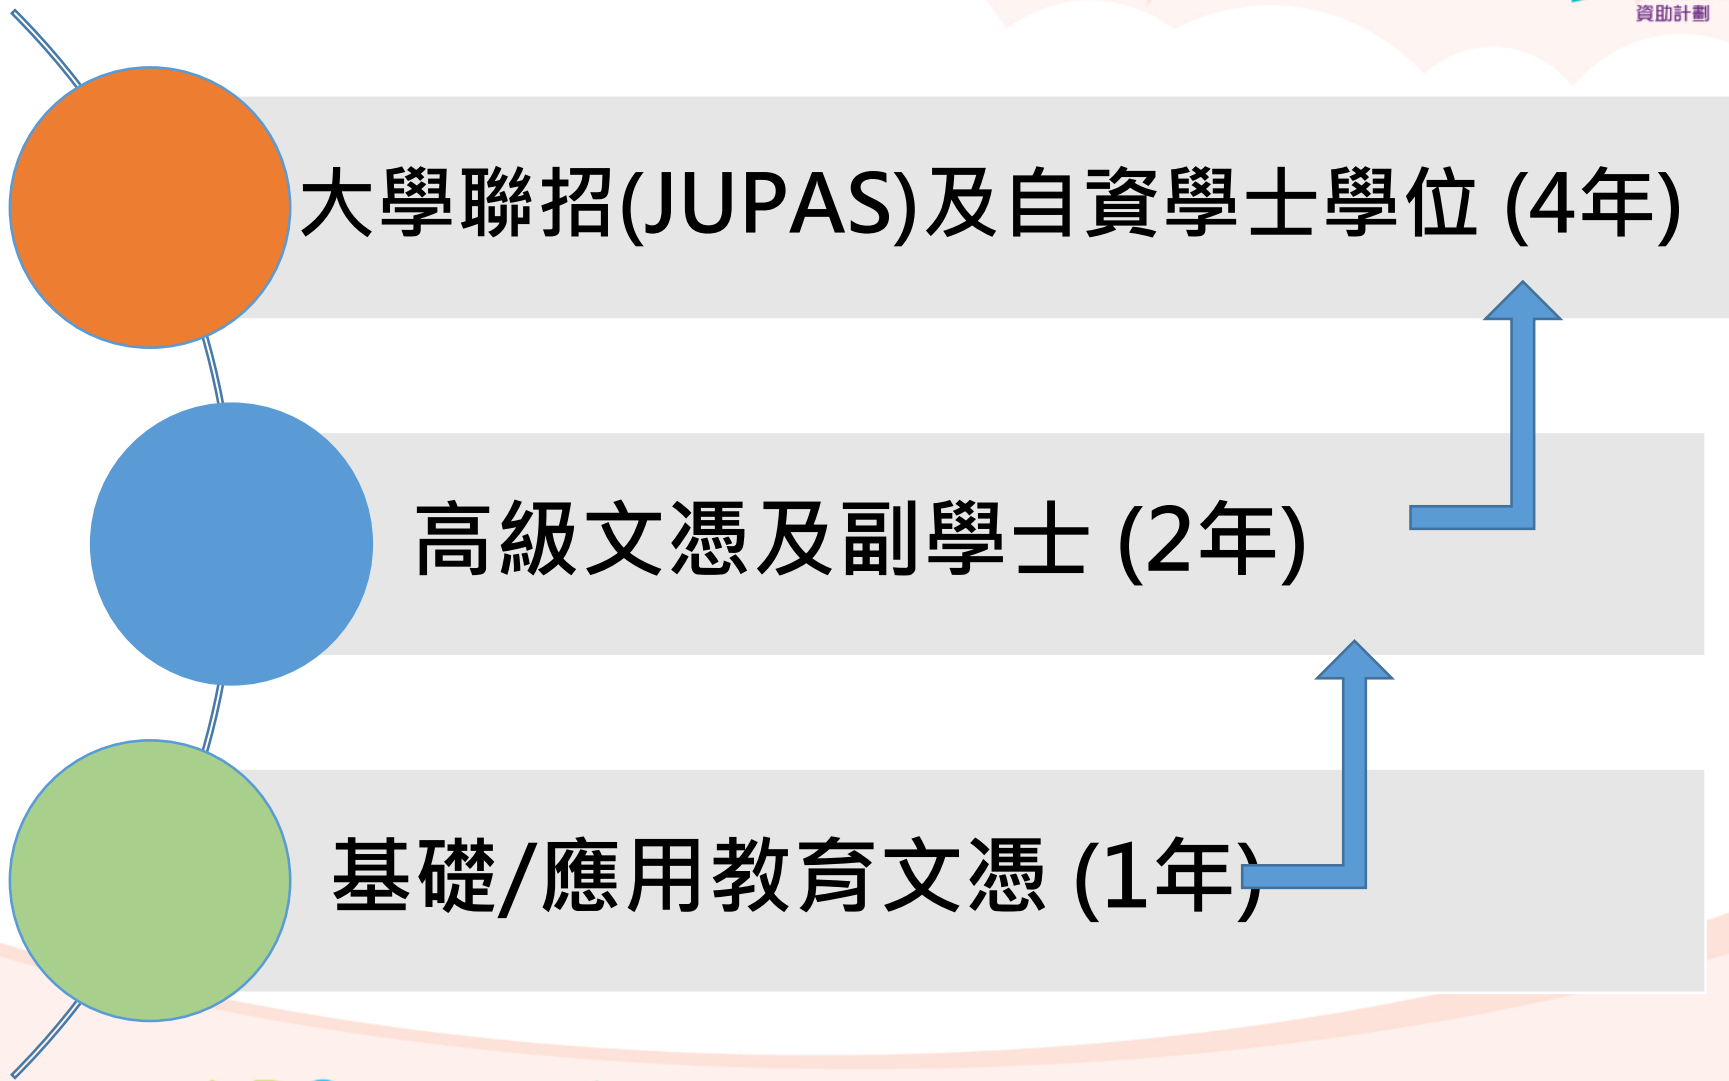 資助計劃
大學聯招(JUPAS)及自資學士學位 (4年)
高級文憑及副學士 (2年)
基礎/應用教育文憑 (1年)